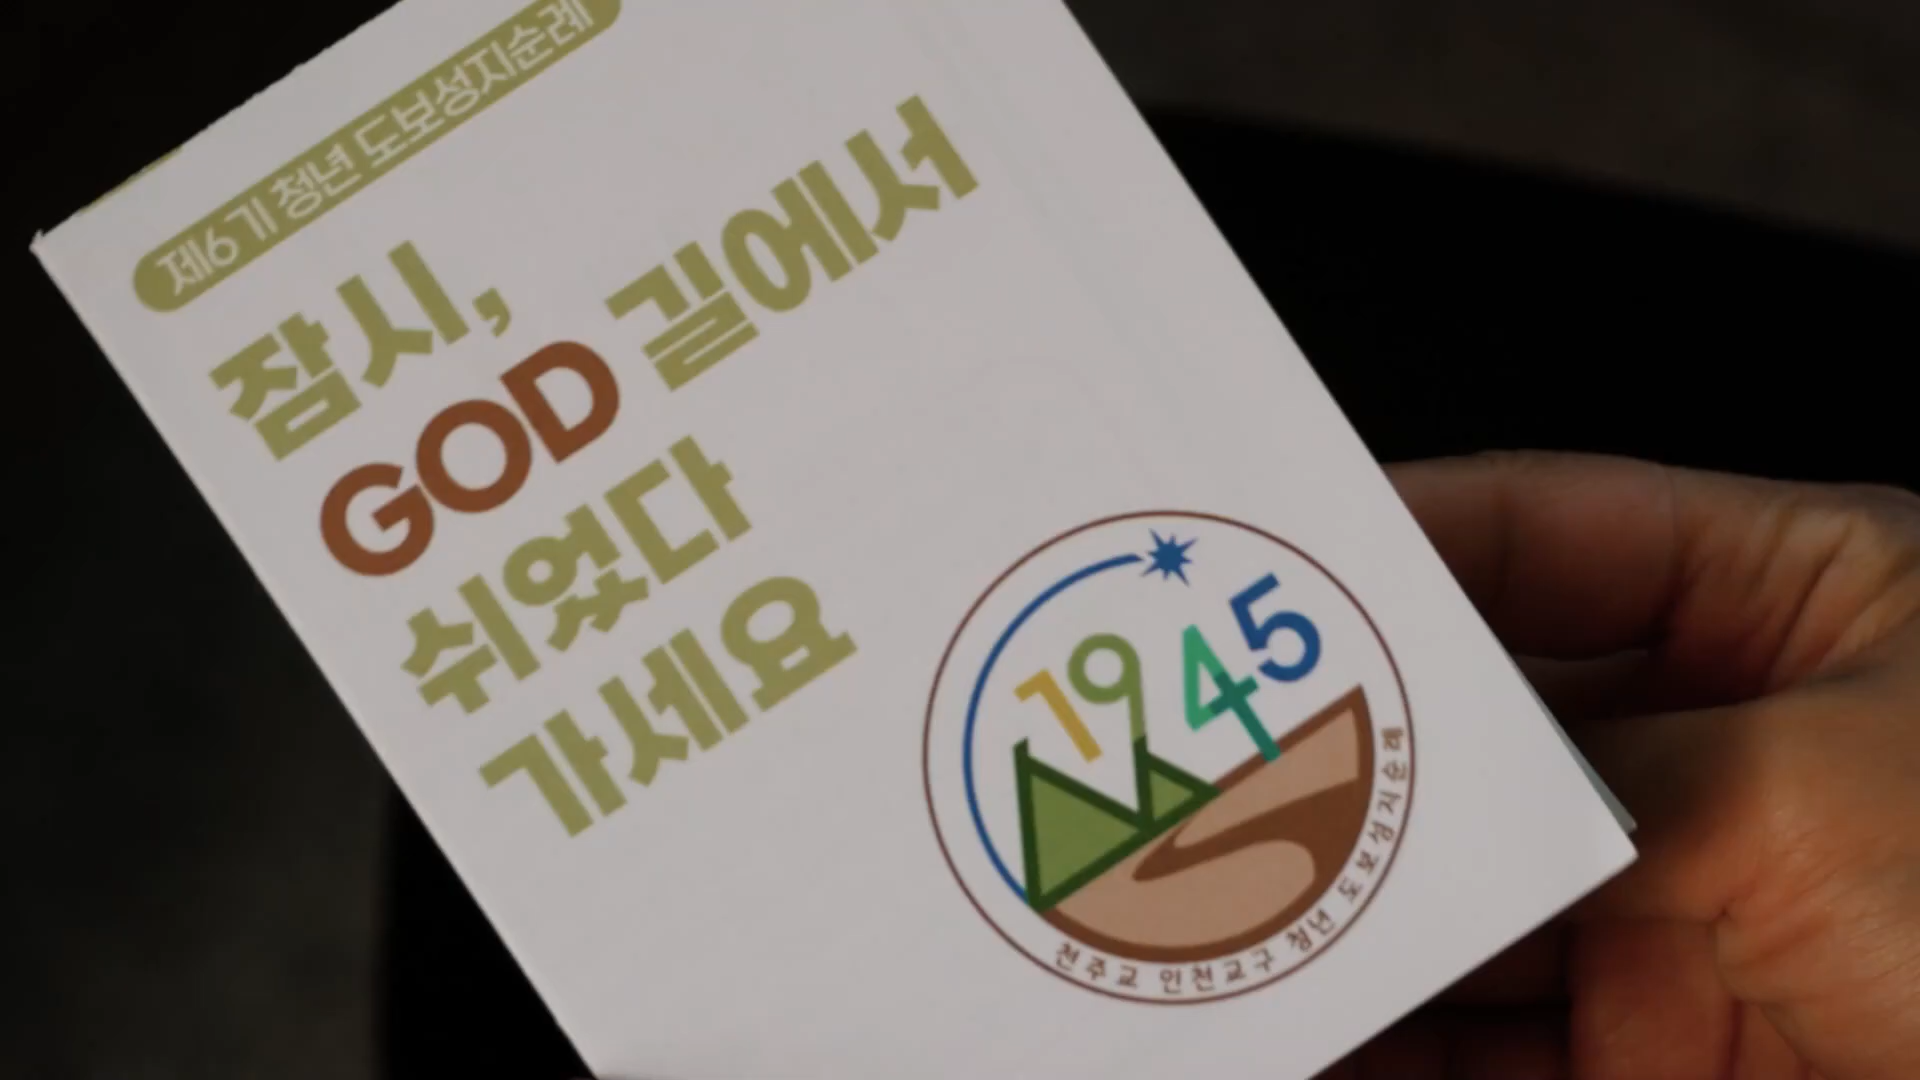 제6기 청년 도보성지순례
잠시,
GOD 길에서
쉬었다
가세요
1945
천주교 인천교구 청년 도보성지순례